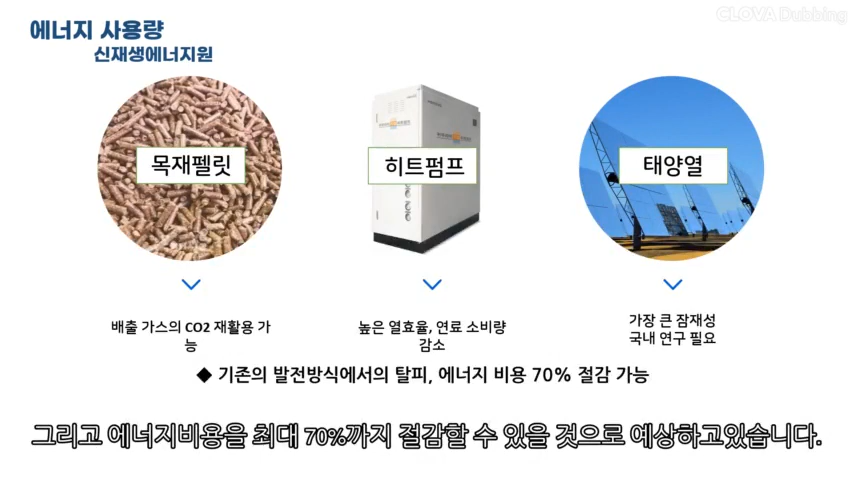 CLOVA Dubbing
에너지 사용량
신재생에너지원
목재펠릿
히트펌프
태양열
배출 가스의 CO2 재활용 가
능
높은 열효율, 연료 소비량
감소
가장 큰 잠재성
국내 연구 필요
◆ 기존의 발전방식에서의 탈피, 에너지 비용 70% 절감 가능
그리고 에너지비용을 최대 70%까지 절감할 수 있을 것으로 예상하고있습니다.